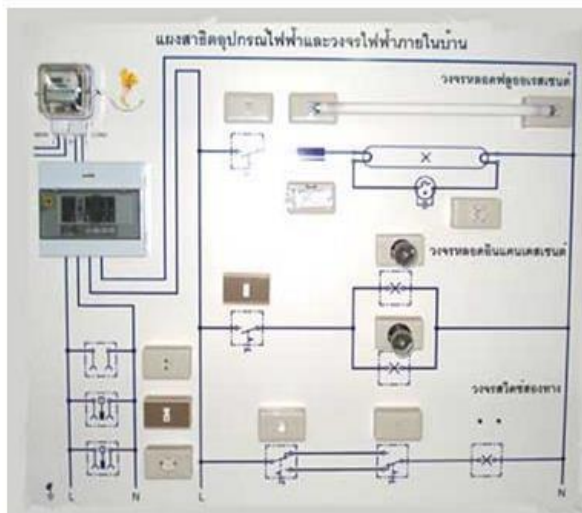 แผงสาธิตอุปกรณ์ไฟฟ้าและวงจรไฟฟ้าภายในบ้าน
วงจรหลอดฟลูออเรสเซนต์
วงจรหลอดอินแคนเดสเซนต์
วงจรสวิตช์สองทาง
L N L N